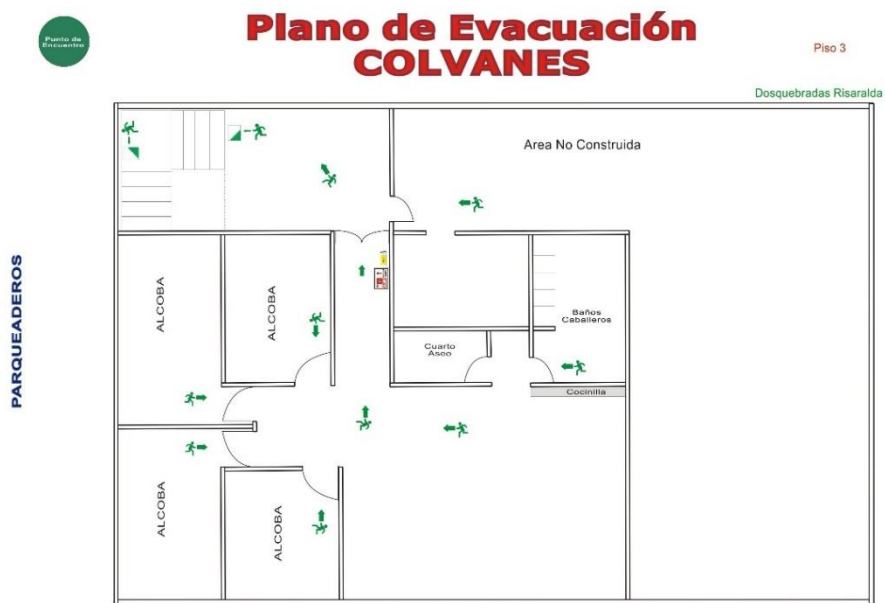 Punto de
Encuentro
Plano de Evacuación
COLVANES
Piso 3
Dosquebradas Risaralda
Area No Construida
PARQUEADEROS
ALCOBA
ALCOBA
Baños
Caballeros
Cuarto
Aseo
Cocinilla
ALCOBA
ALCOBA